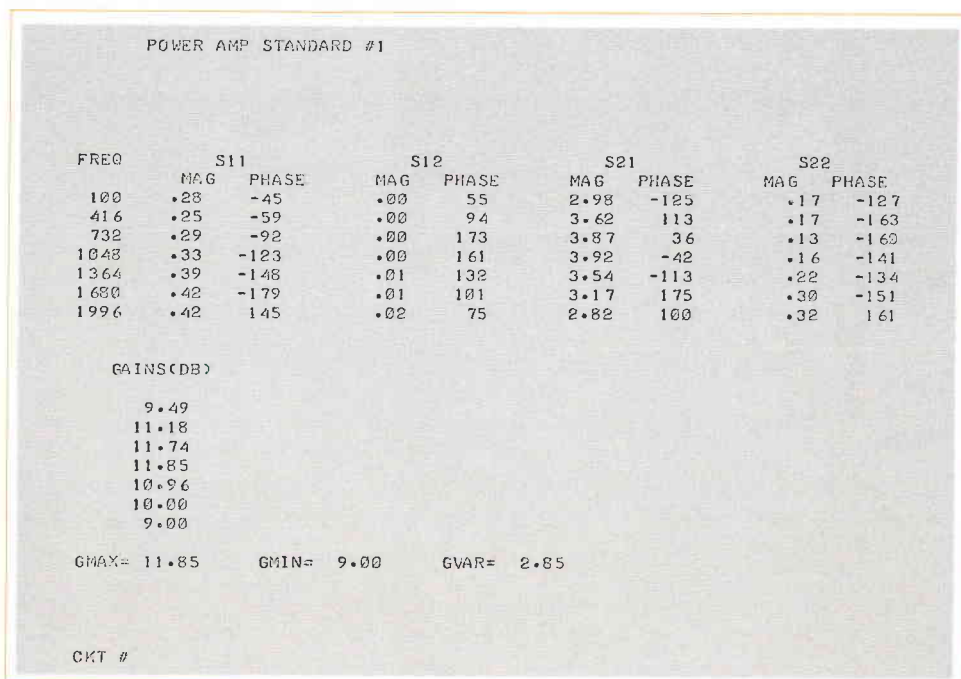 POWER AMP STANDARD #1
FREQ S11 S12 S21 S22
MAG PHASE MAG PHASE MAG PHASE MAG PHASE
100 .28 -45 .00 55 2.98 -125 .17 -127
416 .25 -59 .00 94 3.62 113 .17 -163
732 .29 -92 .00 173 3.87 36 .13 -160
1048 .33 -123 .00 161 3.92 -42 .16 -141
1364 .39 -148 .01 132 3.54 -113 .22 -134
1680 .42 -179 .01 101 3.17 175 .30 -151
1996 .42 145 .02 75 2.82 100 .32 161
GAINS(DB)
9.49
11.18
11.74
11.85
10.96
10.00
9.00
GMAX= 11.85 GMIN= 9.00 GVAR= 2.85
CKT #